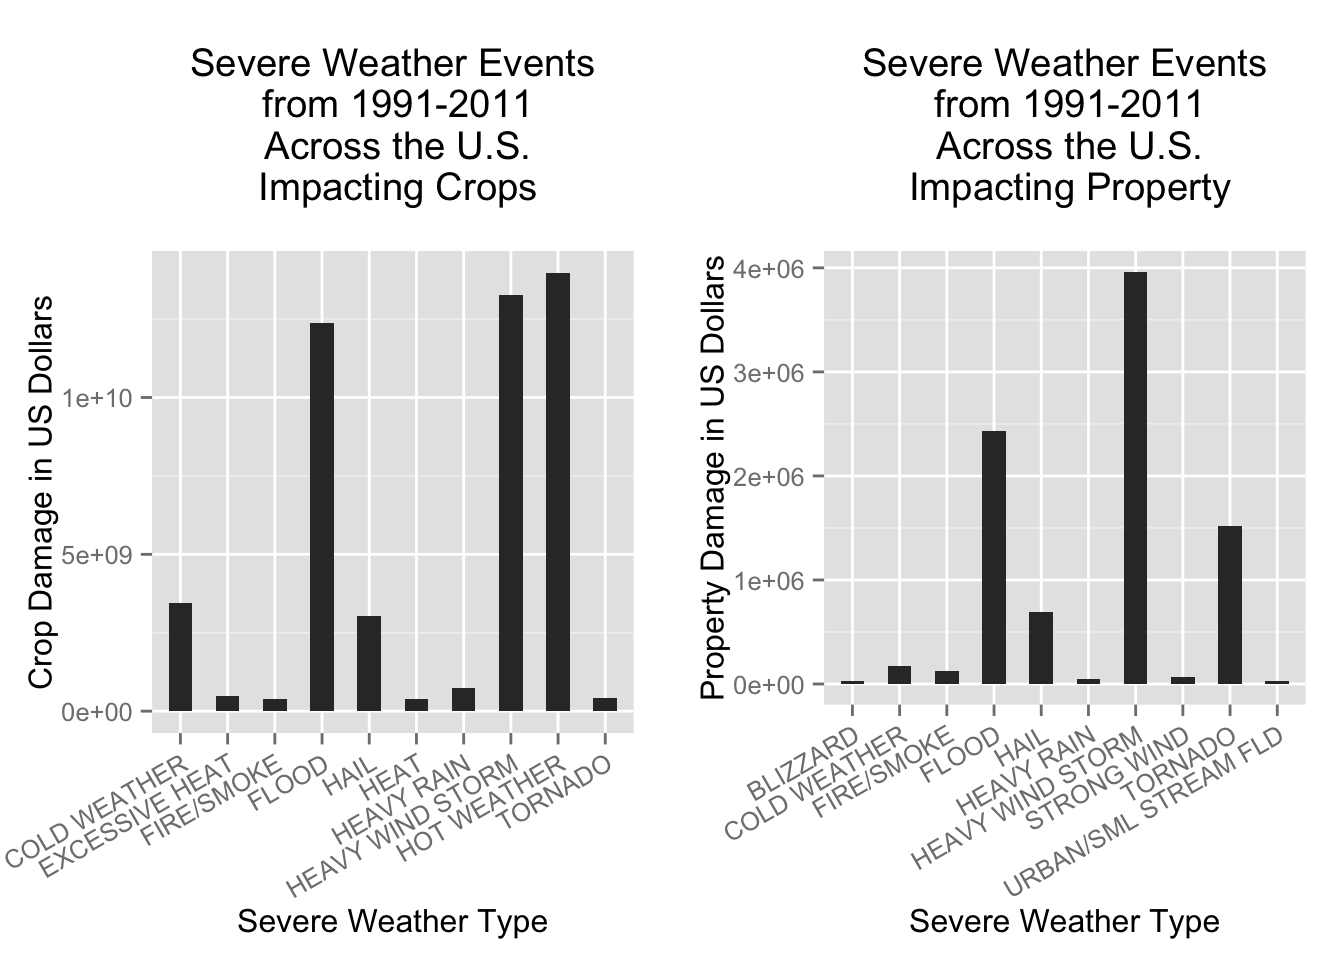 Severe Weather Events
from 1991-2011
Across the U.S.
Impacting Crops
Crop Damage in US Dollars
1e+10
5e+09
0e+00
COLD WEATHER
EXCESSIVE HEAT
FIRE/SMOKE
FLOOD
HAIL
HEAT
HEAVY RAIN
HEAVY WIND STORM
HOT WEATHER
TORNADO
Severe Weather Type
Severe Weather Events
from 1991-2011
Across the U.S.
Impacting Property
Property Damage in US Dollars
4e+06
3e+06
2e+06
1e+06
0e+00
BLIZZARD
COLD WEATHER
FIRE/SMOKE
FLOOD
HAIL
HEAVY RAIN
HEAVY WIND STORM
STRONG WIND
TORNADO
URBAN/SML STREAM FLD
Severe Weather Type